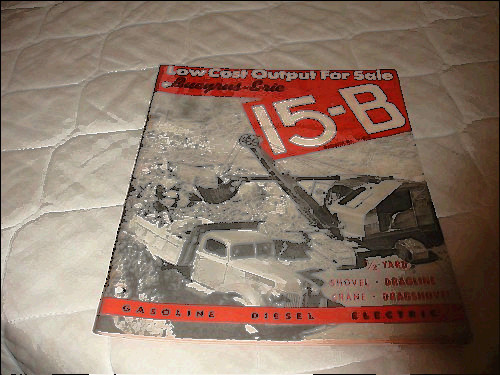 Low Cost Output For Sale
Bucyrus-Erie
15-B
1/2 YARD
SHOVEL · DRAGLINE
CRANE · DRAGSHOVEL
GASOLINE DIESEL ELECTRIC